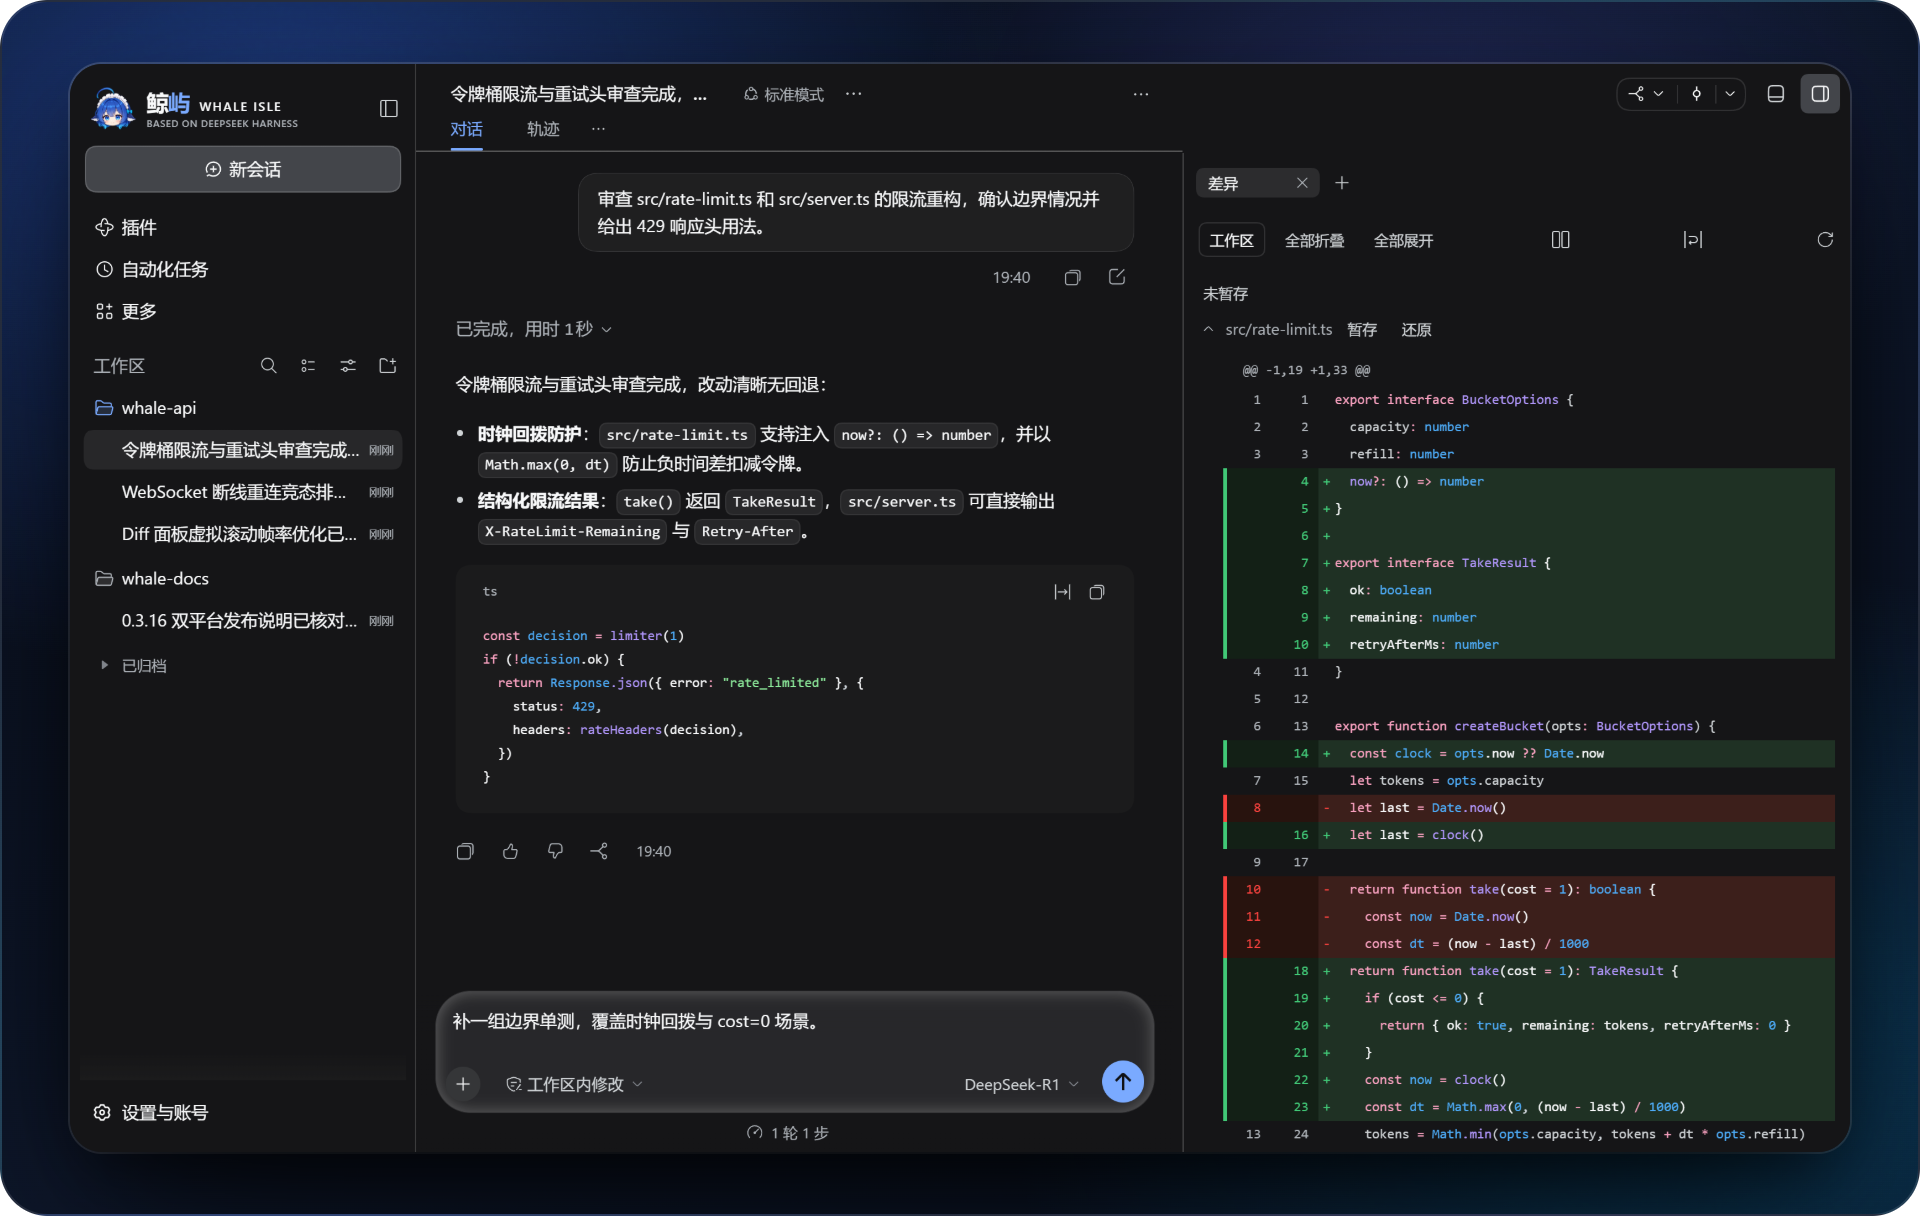 鲸屿 WHALE ISLE
BASED ON DEEPSEEK HARNESS
新会话
插件
自动化任务
更多
工作区
whale-api
令牌桶限流与重试头审查完成... 刚刚
WebSocket 断线重连竞态排... 刚刚
Diff 面板虚拟滚动帧率优化已... 刚刚
whale-docs
0.3.16 双平台发布说明已核对... 刚刚
已归档
设置与账号
令牌桶限流与重试头审查完成，... 标准模式 ...
对话 轨迹 ...
审查 src/rate-limit.ts 和 src/server.ts 的限流重构，确认边界情况并
给出 429 响应头用法。
19:40
已完成，用时 1 秒
令牌桶限流与重试头审查完成，改动清晰无回退：
• 时钟回拨防护： src/rate-limit.ts 支持注入 now?: () => number ，并以
Math.max(0, dt) 防止负时间差扣减令牌。
• 结构化限流结果： take() 返回 TakeResult ， src/server.ts 可直接输出
X-RateLimit-Remaining 与 Retry-After 。
ts
const decision = limiter(1)
if (!decision.ok) {
return Response.json({ error: "rate_limited" }, {
status: 429,
headers: rateHeaders(decision),
})
}
19:40
补一组边界单测，覆盖时钟回拨与 cost=0 场景。
工作区内修改 DeepSeek-R1
1 轮 1 步
差异
工作区 全部折叠 全部展开
未暂存
src/rate-limit.ts 暂存 还原
@@ -1,19 +1,33 @@
1 1 export interface BucketOptions {
2 2 capacity: number
3 3 refill: number
4 + now?: () => number
5 + }
6 +
7 + export interface TakeResult {
8 + ok: boolean
9 + remaining: number
10 + retryAfterMs: number
4 11 }
5 12
6 13 export function createBucket(opts: BucketOptions) {
14 + const clock = opts.now ?? Date.now
7 15 let tokens = opts.capacity
8 - let last = Date.now()
16 + let last = clock()
9 17
10 - return function take(cost = 1): boolean {
11 - const now = Date.now()
12 - const dt = (now - last) / 1000
18 + return function take(cost = 1): TakeResult {
19 + if (cost <= 0) {
20 + return { ok: true, remaining: tokens, retryAfterMs: 0 }
21 + }
22 + const now = clock()
23 + const dt = Math.max(0, (now - last) / 1000)
13 24 tokens = Math.min(opts.capacity, tokens + dt * opts.refill)